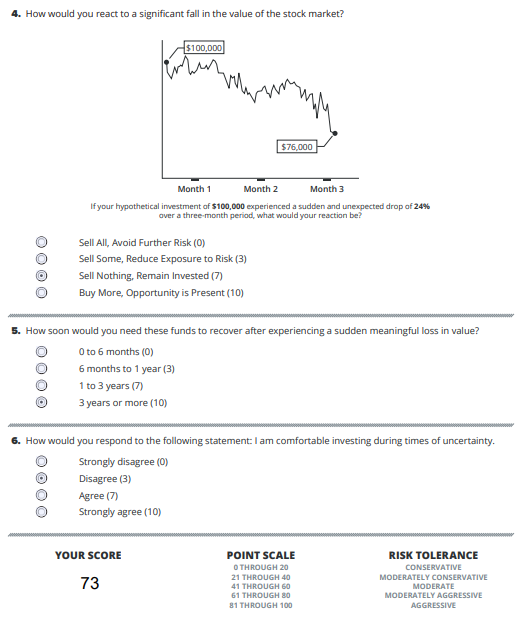 4. How would you react to a significant fall in the value of the stock market?
$100,000
$76,000
Month 1 Month 2 Month 3
If your hypothetical investment of $100,000 experienced a sudden and unexpected drop of 24%
over a three-month period, what would your reaction be?
Sell All, Avoid Further Risk (0)
Sell Some, Reduce Exposure to Risk (3)
Sell Nothing, Remain Invested (7)
Buy More, Opportunity is Present (10)
5. How soon would you need these funds to recover after experiencing a sudden meaningful loss in value?
0 to 6 months (0)
6 months to 1 year (3)
1 to 3 years (7)
3 years or more (10)
6. How would you respond to the following statement: I am comfortable investing during times of uncertainty.
Strongly disagree (0)
Disagree (3)
Agree (7)
Strongly agree (10)
YOUR SCORE
73
POINT SCALE
0 THROUGH 20
21 THROUGH 40
41 THROUGH 60
61 THROUGH 80
81 THROUGH 100
RISK TOLERANCE
CONSERVATIVE
MODERATELY CONSERVATIVE
MODERATE
MODERATELY AGGRESSIVE
AGGRESSIVE